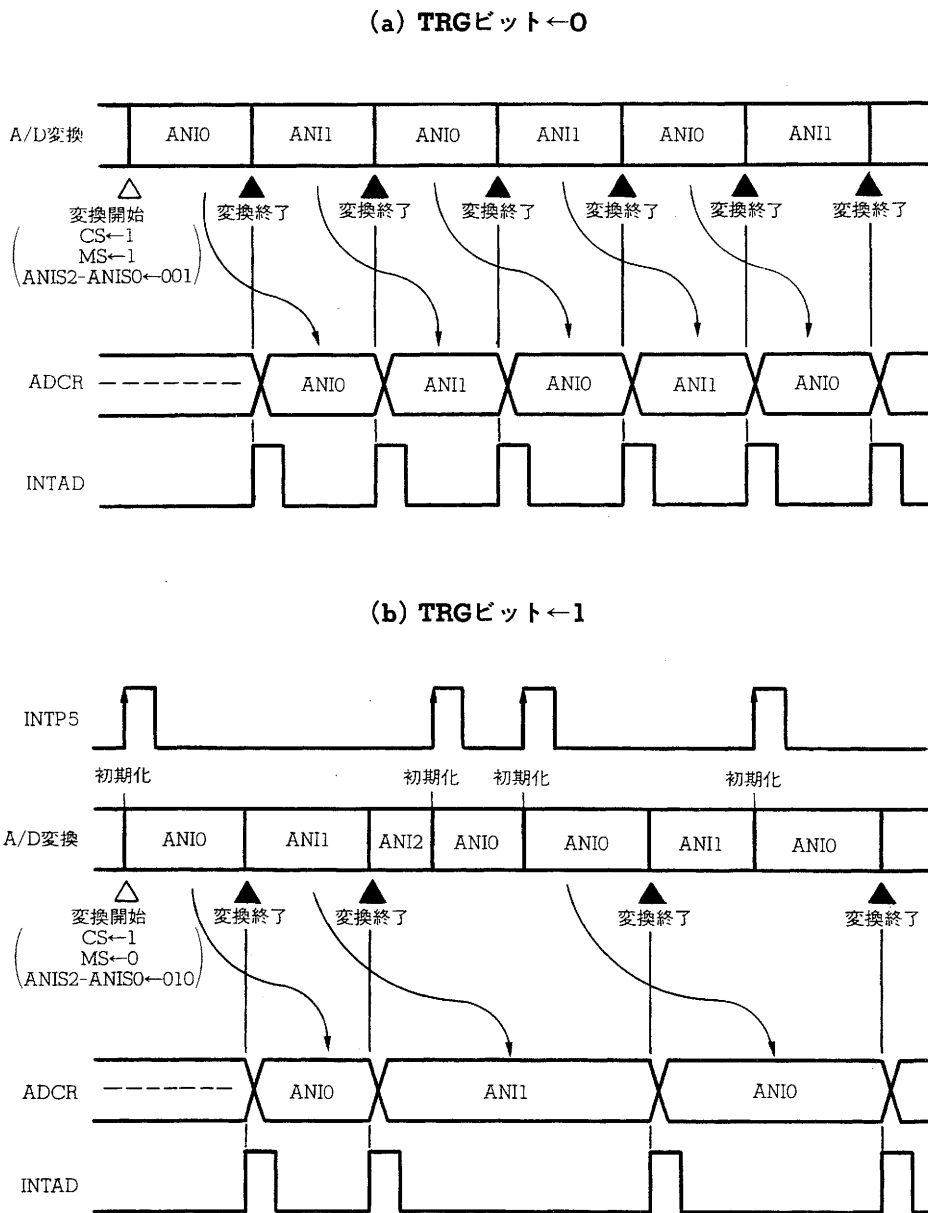 (a) TRGビット←0
A/D変換 ANI0 ANI1 ANI0 ANI1 ANI0 ANI1
変換開始 変換終了 変換終了 変換終了 変換終了 変換終了 変換終了
CS←1
MS←1
ANIS2-ANIS0←001
ADCR ANI0 ANI1 ANI0 ANI1 ANI0
INTAD
(b) TRGビット←1
INTP5
初期化 初期化 初期化 初期化
A/D変換 ANI0 ANI1 ANI2 ANI0 ANI0 ANI1 ANI0
変換開始 変換終了 変換終了 変換終了 変換終了
CS←1
MS←0
ANIS2-ANIS0←010
ADCR ANI0 ANI1 ANI0
INTAD